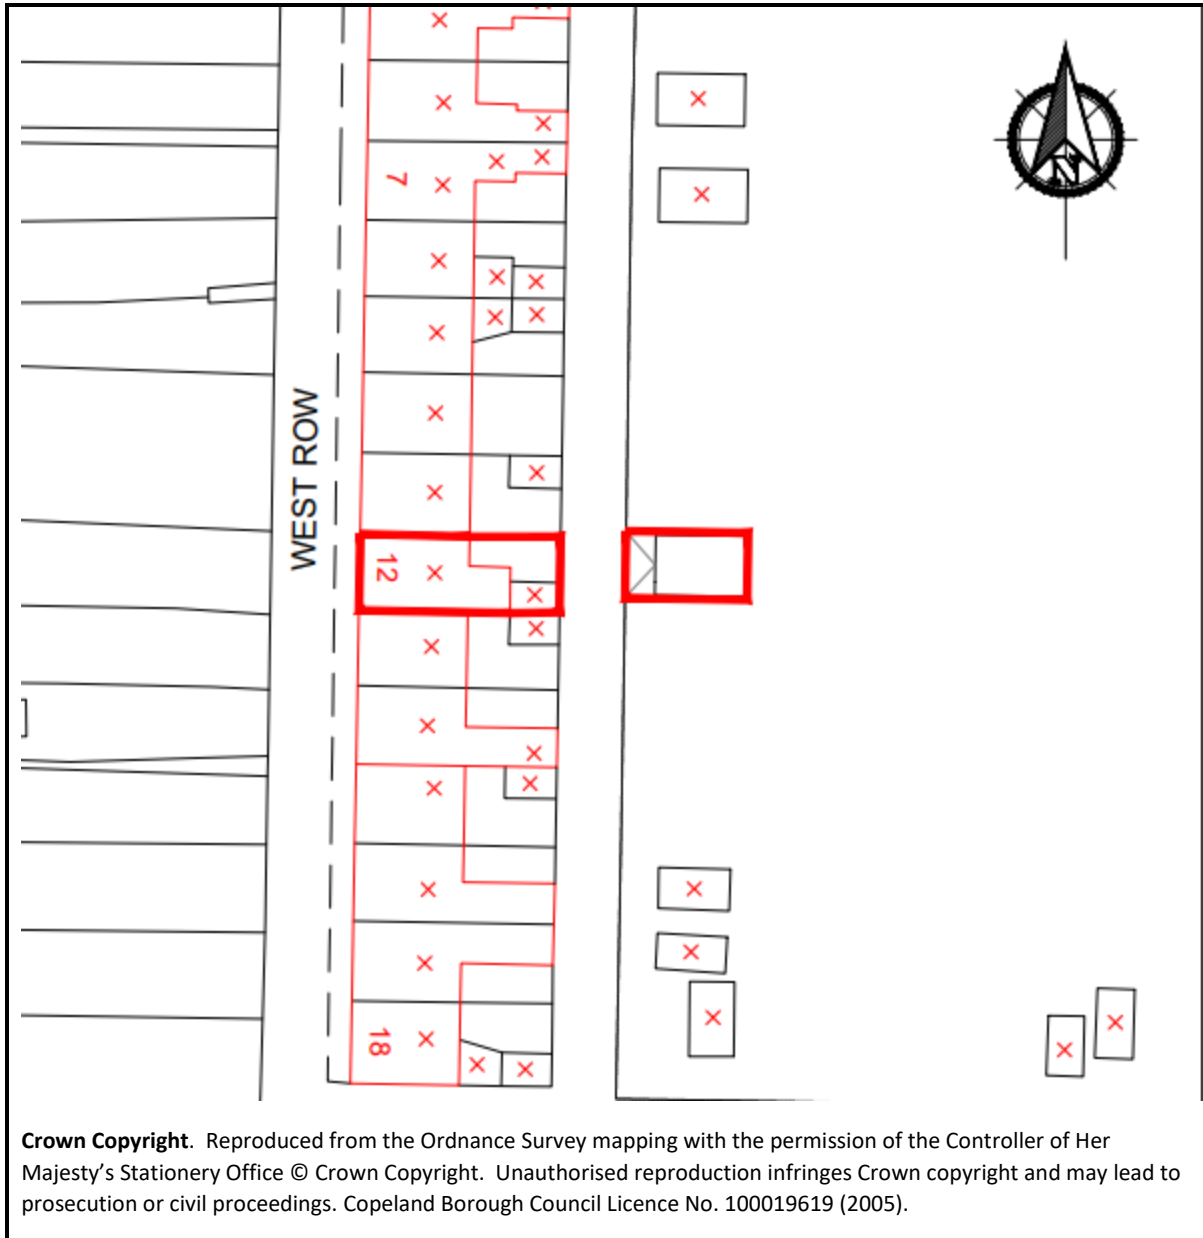 N
7
WEST ROW
12
18
Crown Copyright. Reproduced from the Ordnance Survey mapping with the permission of the Controller of Her
Majesty's Stationery Office © Crown Copyright. Unauthorised reproduction infringes Crown copyright and may lead to
prosecution or civil proceedings. Copeland Borough Council Licence No. 100019619 (2005).